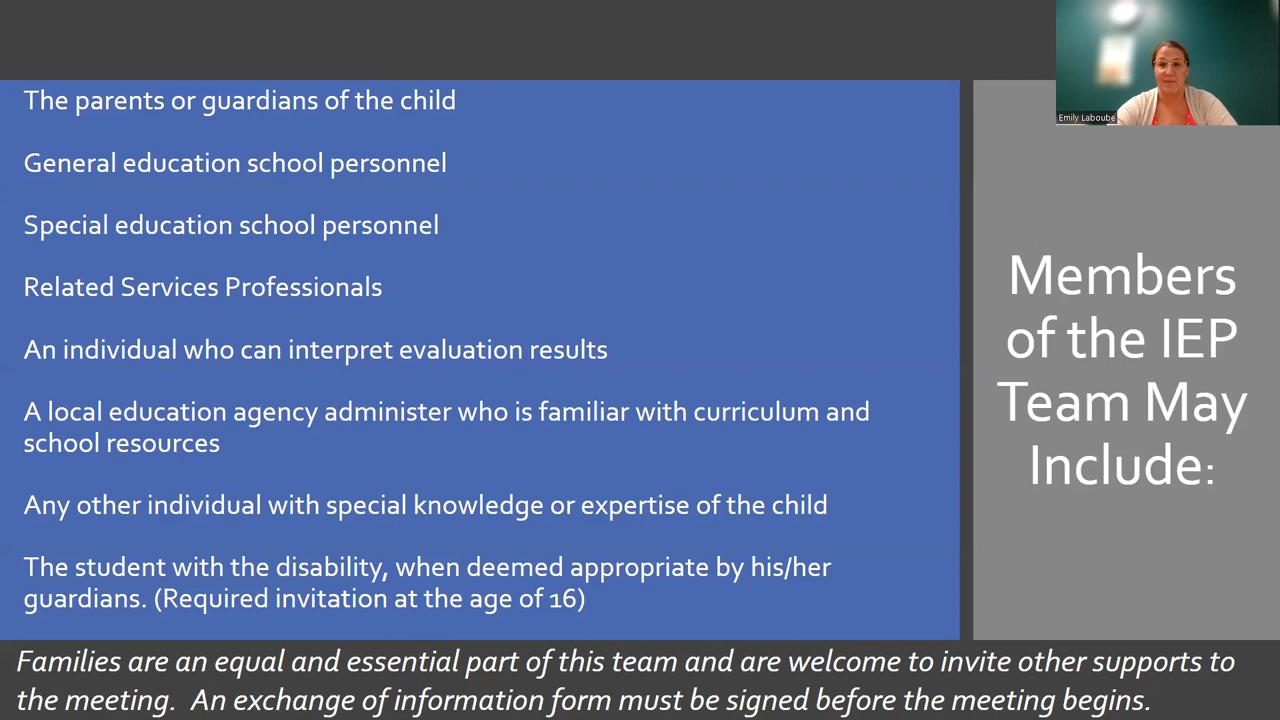 The parents or guardians of the child
General education school personnel
Special education school personnel
Related Services Professionals
An individual who can interpret evaluation results
A local education agency administer who is familiar with curriculum and
school resources
Any other individual with special knowledge or expertise of the child
The student with the disability, when deemed appropriate by his/her
guardians. (Required invitation at the age of 16)
Members
of the IEP
Team May
Include:
Emily Laboube
Families are an equal and essential part of this team and are welcome to invite other supports to
the meeting.  An exchange of information form must be signed before the meeting begins.